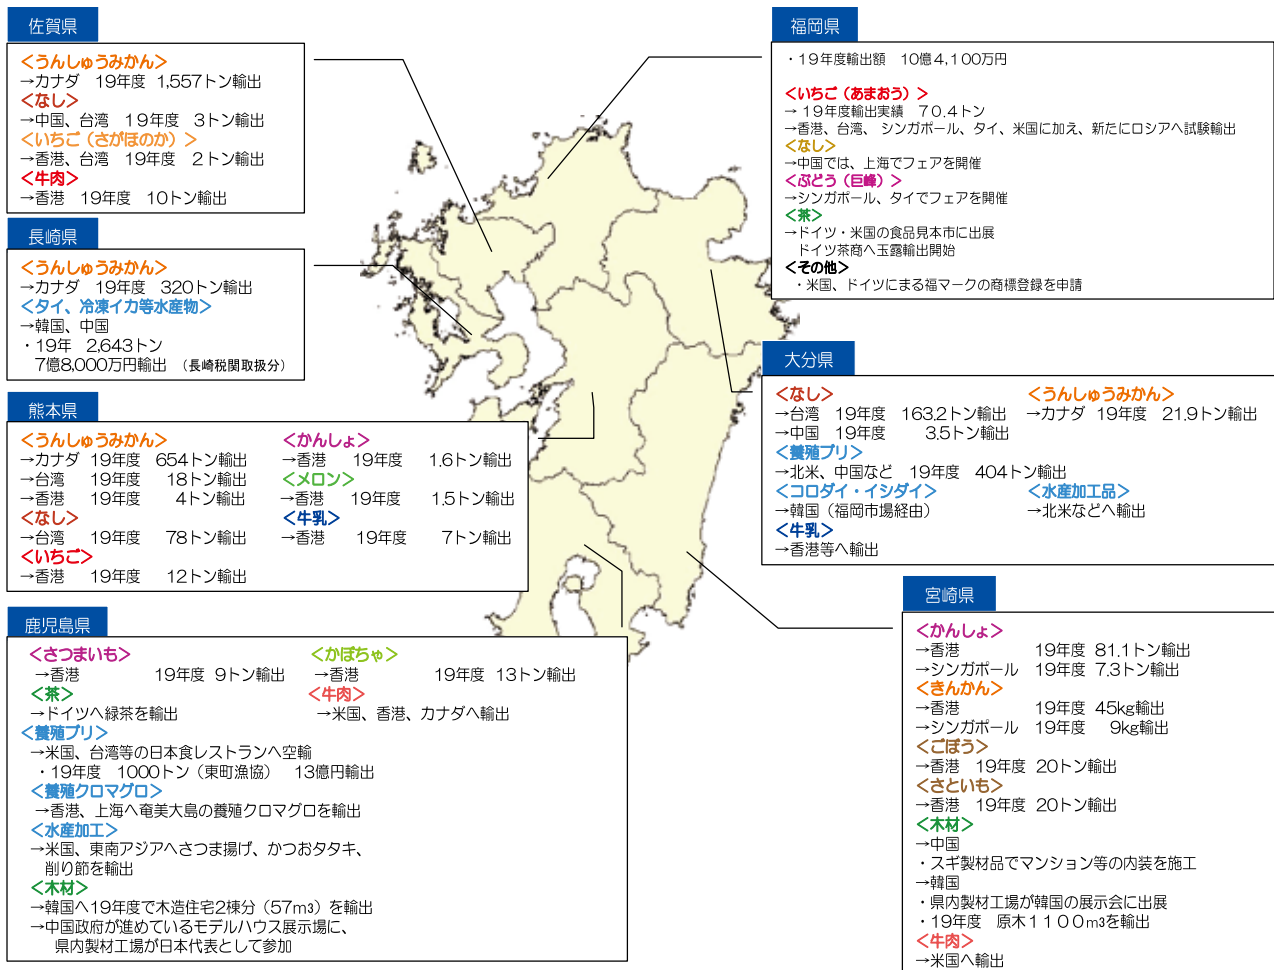 佐賀県
<うんしゅうみかん>
→カナダ 19年度 1,557トン輸出
<なし>
→中国、台湾 19年度 3トン輸出
<いちご（さがほのか）>
→香港、台湾 19年度 2トン輸出
<牛肉>
→香港 19年度 10トン輸出
長崎県
<うんしゅうみかん>
→カナダ 19年度 320トン輸出
<タイ、冷凍イカ等水産物>
→韓国、中国
・19年 2,643トン
7億8,000万円輸出 （長崎税関取扱分）
熊本県
<うんしゅうみかん>
→カナダ 19年度 654トン輸出
→台湾 19年度 18トン輸出
→香港 19年度 4トン輸出
<なし>
→台湾 19年度 78トン輸出
<いちご>
→香港 19年度 12トン輸出
<かんしょ>
→香港 19年度 1.6トン輸出
<メロン>
→香港 19年度 1.5トン輸出
<牛乳>
→香港 19年度 7トン輸出
鹿児島県
<さつまいも>
→香港 19年度 9トン輸出
<かぼちゃ>
→香港 19年度 13トン輸出
<茶>
→ドイツへ緑茶を輸出
<牛肉>
→米国、香港、カナダへ輸出
<養殖ブリ>
→米国、台湾等の日本食レストランへ空輸
・19年度 1000トン（東町漁協） 13億円輸出
<養殖クロマグロ>
→香港、上海へ奄美大島の養殖クロマグロを輸出
<水産加工>
→米国、東南アジアへさつま揚げ、かつおタタキ、
削り節を輸出
<木材>
→韓国へ19年度で木造住宅2棟分（57m3）を輸出
→中国政府が進めているモデルハウス展示場に、
県内製材工場が日本代表として参加
福岡県
・19年度輸出額 10億4,100万円
<いちご（あまおう）>
→19年度輸出実績 70.4トン
→香港、台湾、シンガポール、タイ、米国に加え、新たにロシアへ試験輸出
<なし>
→中国では、上海でフェアを開催
<ぶどう（巨峰）>
→シンガポール、タイでフェアを開催
<茶>
→ドイツ・米国の食品見本市に出展
ドイツ茶商へ玉露輸出開始
<その他>
・米国、ドイツにまる福マークの商標登録を申請
大分県
<なし>
→台湾 19年度 163.2トン輸出
→中国 19年度 3.5トン輸出
<うんしゅうみかん>
→カナダ 19年度 21.9トン輸出
<養殖ブリ>
→北米、中国など 19年度 404トン輸出
<コロダイ・イシダイ>
→韓国（福岡市場経由）
<水産加工品>
→北米などへ輸出
<牛乳>
→香港等へ輸出
宮崎県
<かんしょ>
→香港 19年度 81.1トン輸出
→シンガポール 19年度 7.3トン輸出
<きんかん>
→香港 19年度 45kg輸出
→シンガポール 19年度 9kg輸出
<ごぼう>
→香港 19年度 20トン輸出
<さといも>
→香港 19年度 20トン輸出
<木材>
→中国
・スギ製材品でマンション等の内装を施工
→韓国
・県内製材工場が韓国の展示会に出展
・19年度 原木1100m3を輸出
<牛肉>
→米国へ輸出